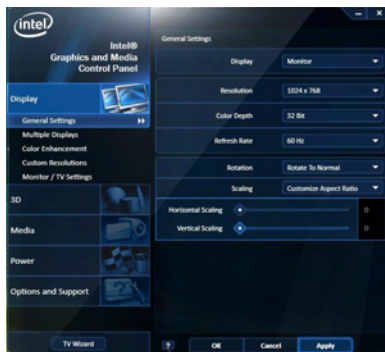 intel
Intel®
Graphics and Media
Control Panel
Display
General Settings
Multiple Displays
Color Enhancement
Custom Resolutions
Monitor / TV Settings
3D
Media
Power
Options and Support
TV Wizard
General Settings
Display Monitor
Resolution 1024 x 768
Color Depth 32 Bit
Refresh Rate 60 Hz
Rotation Rotate To Normal
Scaling Customize Aspect Ratio
Horizontal Scaling 0
Vertical Scaling 0
? OK Cancel Apply